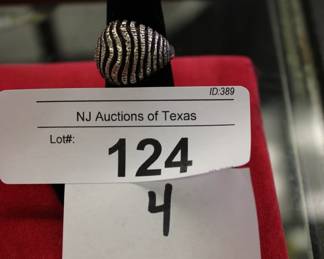 ID:389
NJ Auctions of Texas
Lot#:
124
4